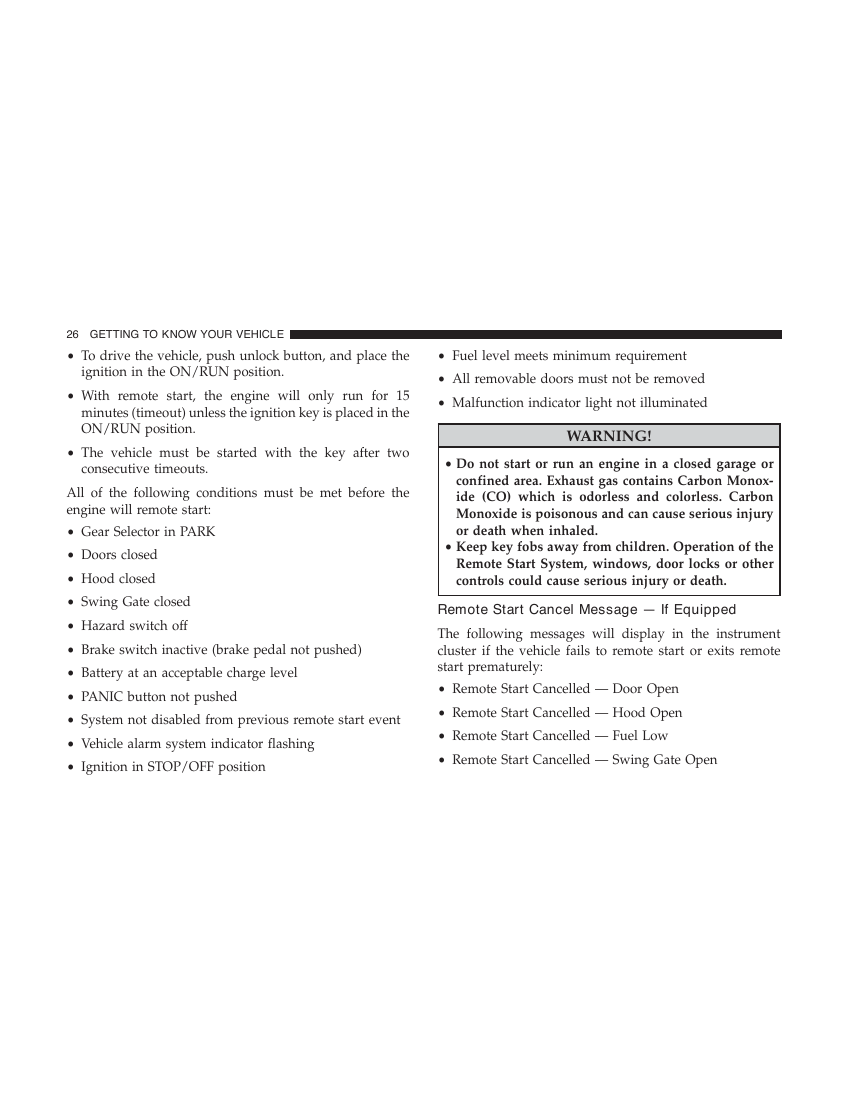 26 GETTING TO KNOW YOUR VEHICLE
• To drive the vehicle, push unlock button, and place the
ignition in the ON/RUN position.
• With remote start, the engine will only run for 15
minutes (timeout) unless the ignition key is placed in the
ON/RUN position.
• The vehicle must be started with the key after two
consecutive timeouts.
All of the following conditions must be met before the
engine will remote start:
• Gear Selector in PARK
• Doors closed
• Hood closed
• Swing Gate closed
• Hazard switch off
• Brake switch inactive (brake pedal not pushed)
• Battery at an acceptable charge level
• PANIC button not pushed
• System not disabled from previous remote start event
• Vehicle alarm system indicator flashing
• Ignition in STOP/OFF position
• Fuel level meets minimum requirement
• All removable doors must not be removed
• Malfunction indicator light not illuminated
WARNING!
• Do not start or run an engine in a closed garage or
confined area. Exhaust gas contains Carbon Monox-
ide (CO) which is odorless and colorless. Carbon
Monoxide is poisonous and can cause serious injury
or death when inhaled.
• Keep key fobs away from children. Operation of the
Remote Start System, windows, door locks or other
controls could cause serious injury or death.
Remote Start Cancel Message — If Equipped
The following messages will display in the instrument
cluster if the vehicle fails to remote start or exits remote
start prematurely:
• Remote Start Cancelled — Door Open
• Remote Start Cancelled — Hood Open
• Remote Start Cancelled — Fuel Low
• Remote Start Cancelled — Swing Gate Open